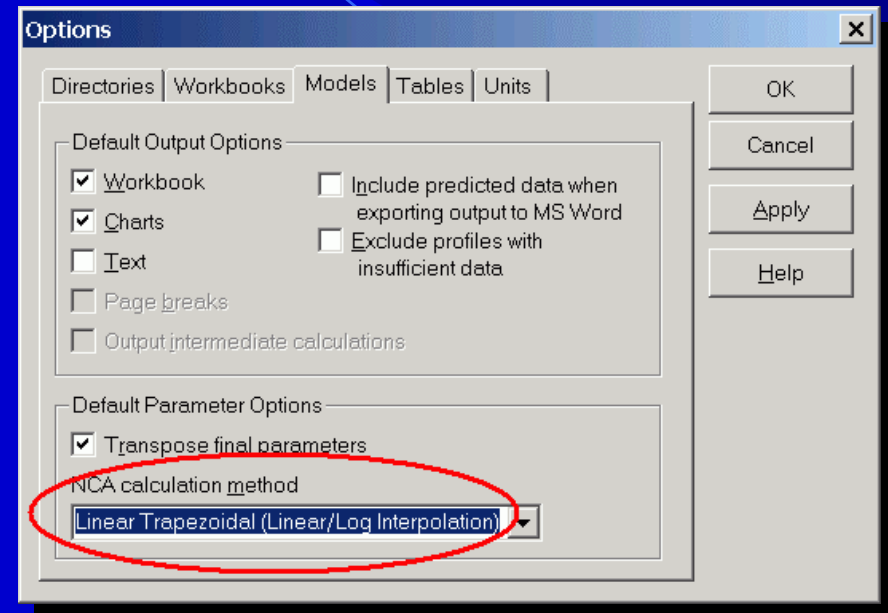 Options
Directories Workbooks Models Tables Units
OK
Cancel
Apply
Help
Default Output Options
Workbook
Charts
Text
Page breaks
Output intermediate calculations
Include predicted data when
exporting output to MS Word
Exclude profiles with
insufficient data
Default Parameter Options
Transpose final parameters
NCA calculation method
Linear Trapezoidal (Linear/Log Interpolation)